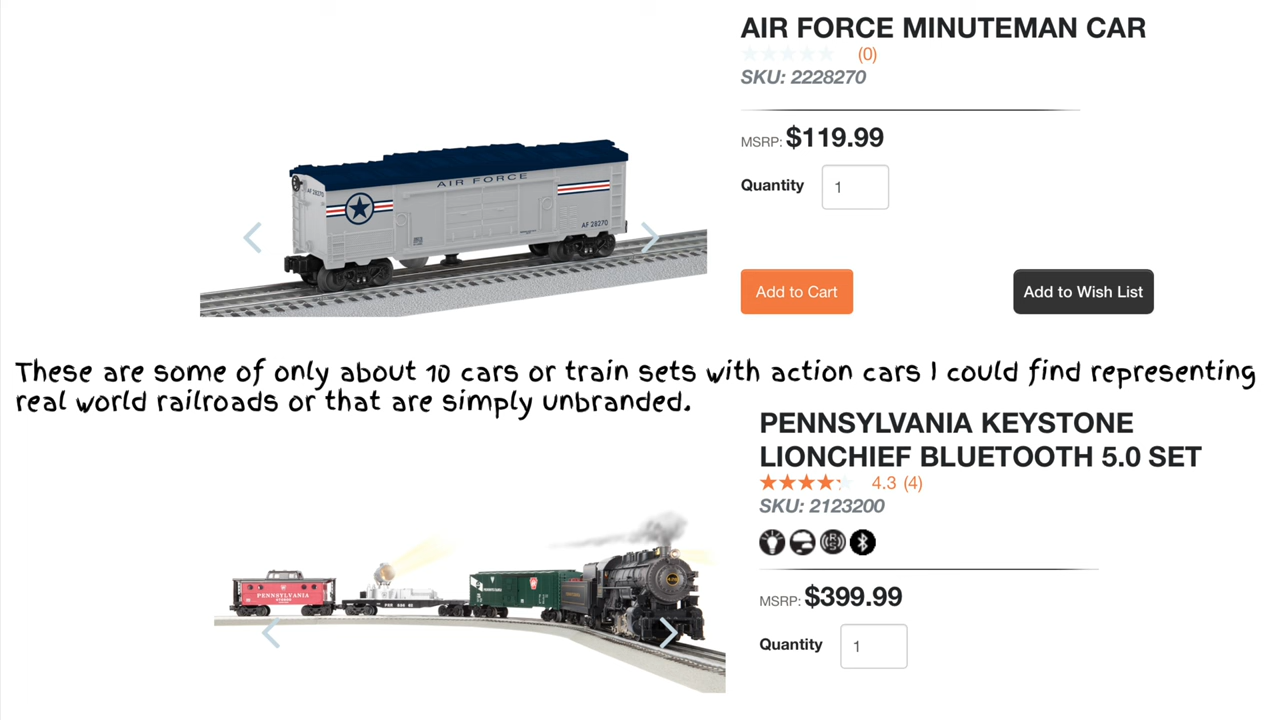 AIR FORCE MINUTEMAN CAR
(0)
SKU: 2228270
MSRP: $119.99
Quantity 1
Add to Cart
Add to Wish List
AIR FORCE
AF 28270
AF 28270
These are some of only about 10 cars or train sets with action cars I could find representing
real world railroads or that are simply unbranded.
PENNSYLVANIA KEYSTONE
LIONCHIEF BLUETOOTH 5.0 SET
4.3 (4)
SKU: 2123200
MSRP: $399.99
Quantity 1
PENNSYLVANIA